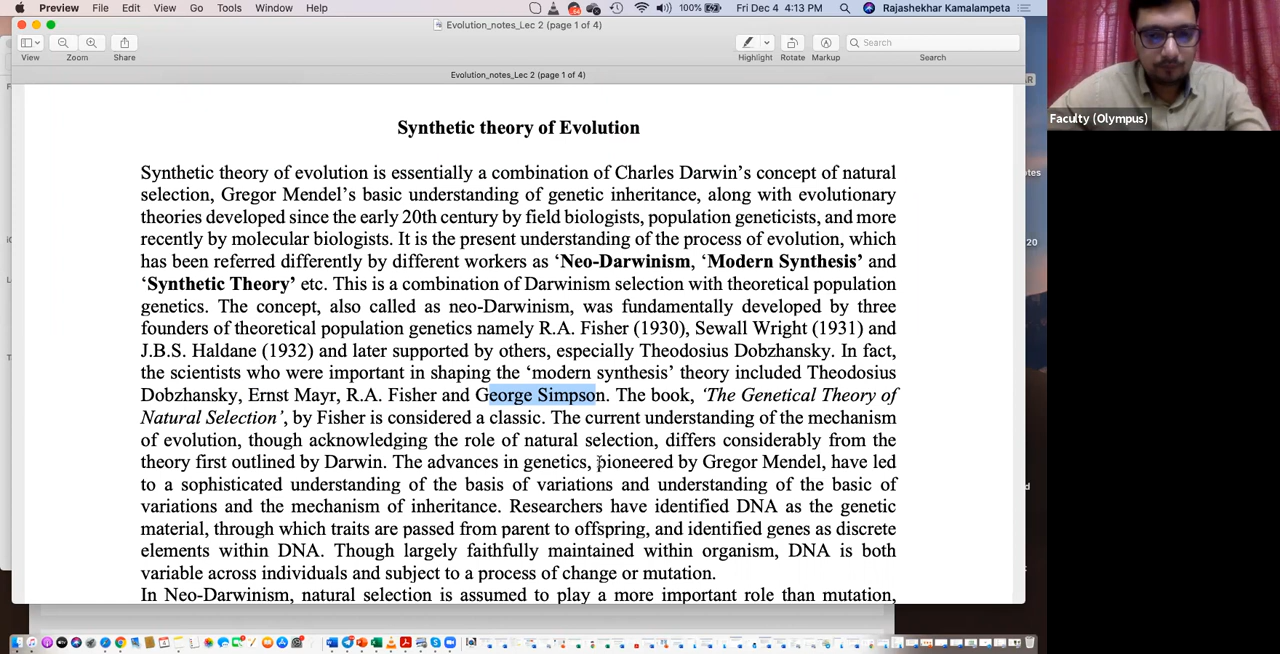 Preview File Edit View Go Tools Window Help 100% Fri Dec 4 4:13 PM Rajashekhar Kamalampeta
Evolution_notes_Lec 2 (page 1 of 4)
Search
View Zoom Share Highlight Rotate Markup Search
Evolution_notes_Lec 2 (page 1 of 4)
Faculty (Olympus)
Synthetic theory of Evolution
Synthetic theory of evolution is essentially a combination of Charles Darwin's concept of natural
selection, Gregor Mendel's basic understanding of genetic inheritance, along with evolutionary
theories developed since the early 20th century by field biologists, population geneticists, and more
recently by molecular biologists. It is the present understanding of the process of evolution, which
has been referred differently by different workers as ‘Neo-Darwinism, ‘Modern Synthesis’ and
‘Synthetic Theory’ etc. This is a combination of Darwinism selection with theoretical population
genetics. The concept, also called as neo-Darwinism, was fundamentally developed by three
founders of theoretical population genetics namely R.A. Fisher (1930), Sewall Wright (1931) and
J.B.S. Haldane (1932) and later supported by others, especially Theodosius Dobzhansky. In fact,
the scientists who were important in shaping the ‘modern synthesis’ theory included Theodosius
Dobzhansky, Ernst Mayr, R.A. Fisher and George Simpson. The book, ‘The Genetical Theory of
Natural Selection’, by Fisher is considered a classic. The current understanding of the mechanism
of evolution, though acknowledging the role of natural selection, differs considerably from the
theory first outlined by Darwin. The advances in genetics, pioneered by Gregor Mendel, have led
to a sophisticated understanding of the basis of variations and understanding of the basic of
variations and the mechanism of inheritance. Researchers have identified DNA as the genetic
material, through which traits are passed from parent to offspring, and identified genes as discrete
elements within DNA. Though largely faithfully maintained within organism, DNA is both
variable across individuals and subject to a process of change or mutation.
In Neo-Darwinism, natural selection is assumed to play a more important role than mutation,